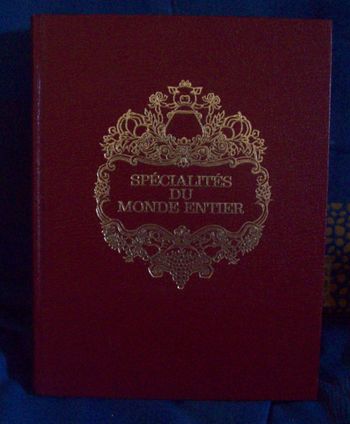 SPÉCIALITÉS
DU
MONDE ENTIER